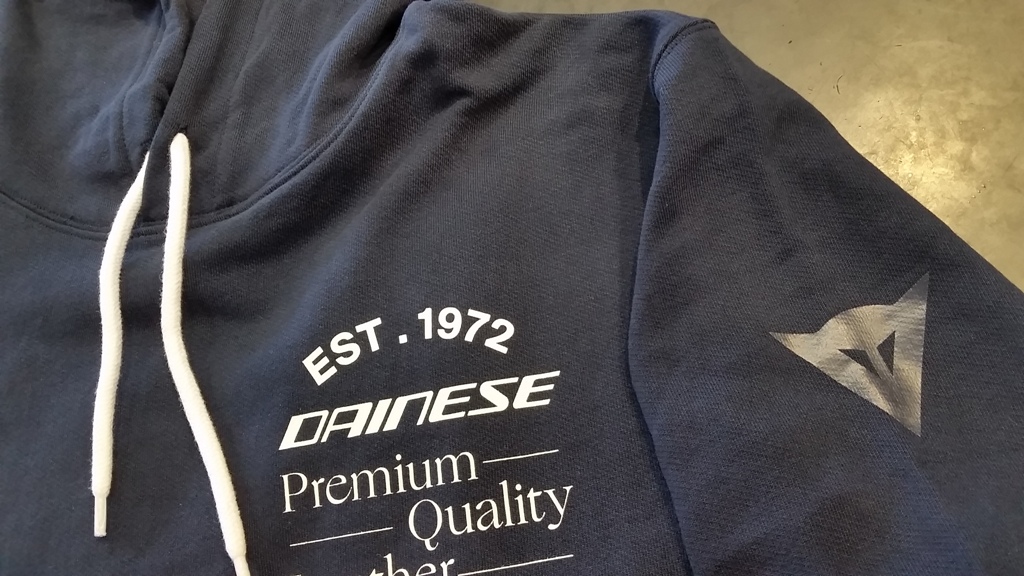 EST . 1972
DAINESE
Premium
Quality